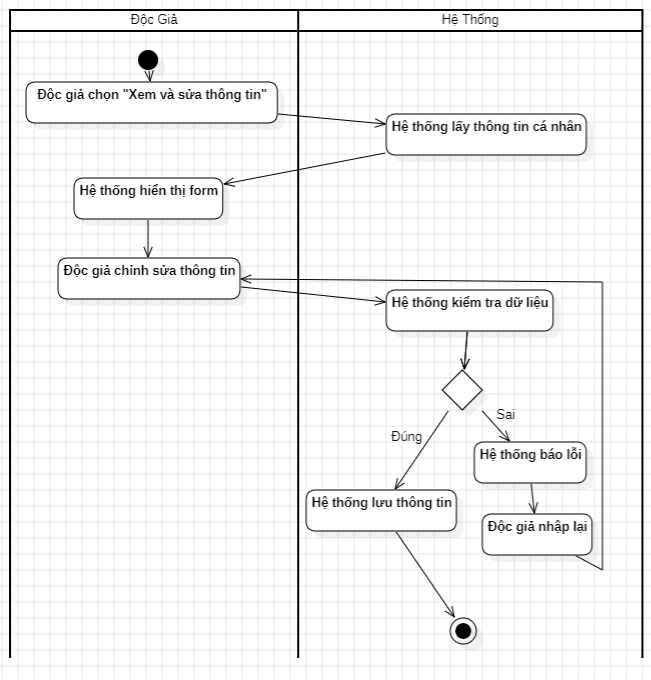 Độc Giả
Hệ Thống
Độc giả chọn "Xem và sửa thông tin"
Hệ thống lấy thông tin cá nhân
Hệ thống hiển thị form
Độc giả chỉnh sửa thông tin
Hệ thống kiểm tra dữ liệu
Sai
Đúng
Hệ thống báo lỗi
Hệ thống lưu thông tin
Độc giả nhập lại